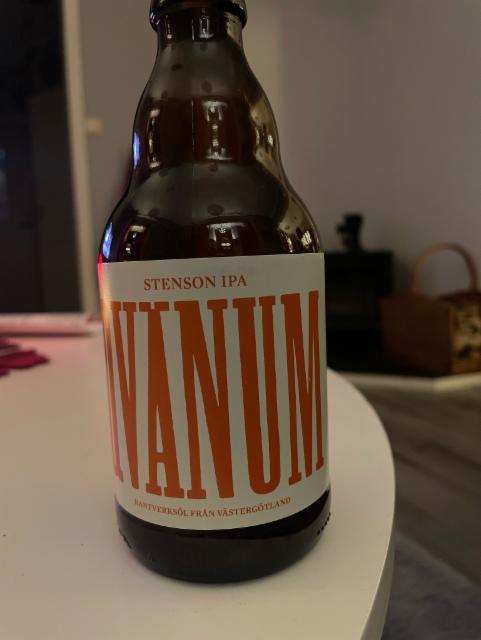 STENSON IPA
VÄNUM
HANTVERKSÖL FRÅN VÄSTERGÖTLAND